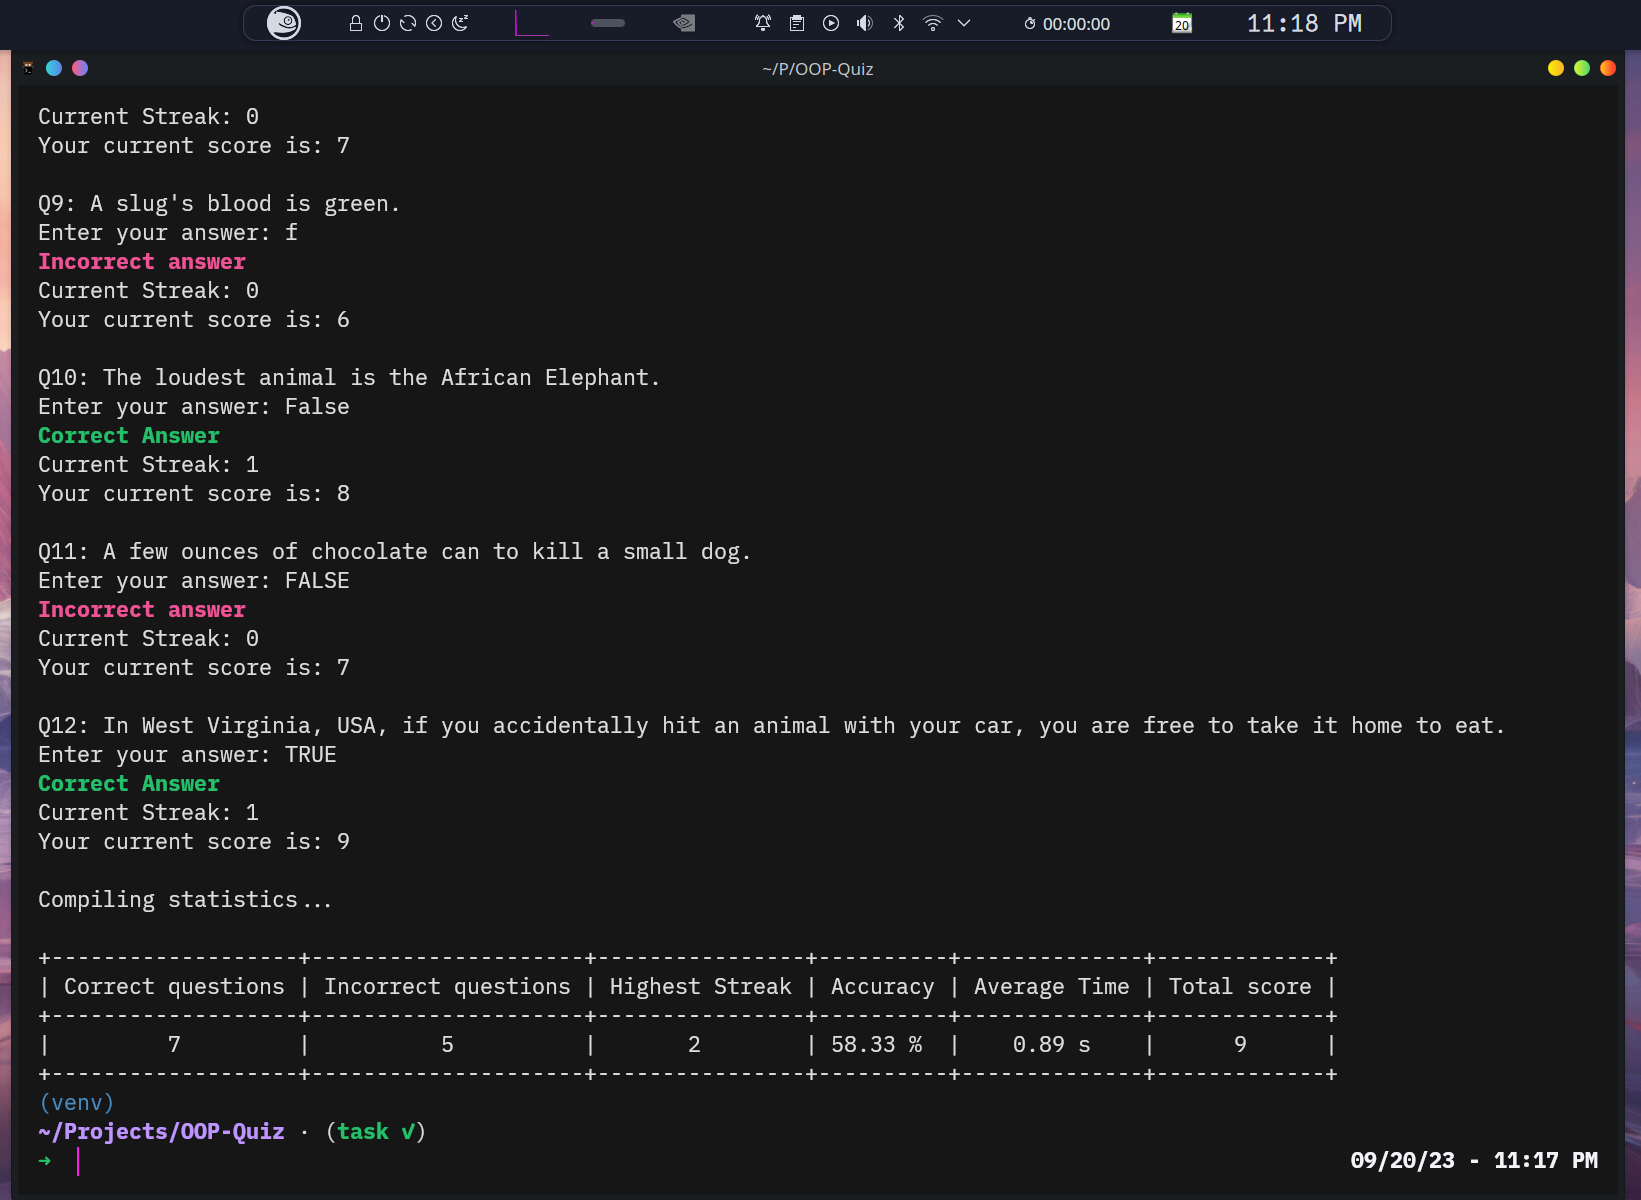 00:00:00
20
11:18 PM
~/P/OOP-Quiz
Current Streak: 0
Your current score is: 7
Q9: A slug's blood is green.
Enter your answer: f
Incorrect answer
Current Streak: 0
Your current score is: 6
Q10: The loudest animal is the African Elephant.
Enter your answer: False
Correct Answer
Current Streak: 1
Your current score is: 8
Q11: A few ounces of chocolate can to kill a small dog.
Enter your answer: FALSE
Incorrect answer
Current Streak: 0
Your current score is: 7
Q12: In West Virginia, USA, if you accidentally hit an animal with your car, you are free to take it home to eat.
Enter your answer: TRUE
Correct Answer
Current Streak: 1
Your current score is: 9
Compiling statistics...
+-------------------+---------------------+----------------+----------+--------------+-------------+
| Correct questions | Incorrect questions | Highest Streak | Accuracy | Average Time | Total score |
+-------------------+---------------------+----------------+----------+--------------+-------------+
|         7         |          5          |       2        | 58.33 %  |    0.89 s    |      9      |
+-------------------+---------------------+----------------+----------+--------------+-------------+
(venv)
~/Projects/OOP-Quiz · (task √)
➜
09/20/23 - 11:17 PM